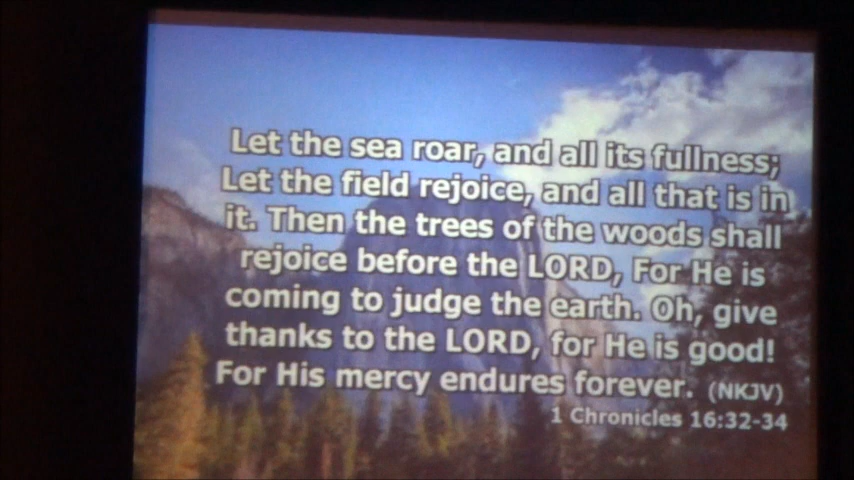 Let the sea roar, and all its fullness;
Let the field rejoice, and all that is in
it. Then the trees of the woods shall
rejoice before the LORD, For He is
coming to judge the earth. Oh, give
thanks to the LORD, for He is good!
For His mercy endures forever. (NKJV)
1 Chronicles 16:32-34